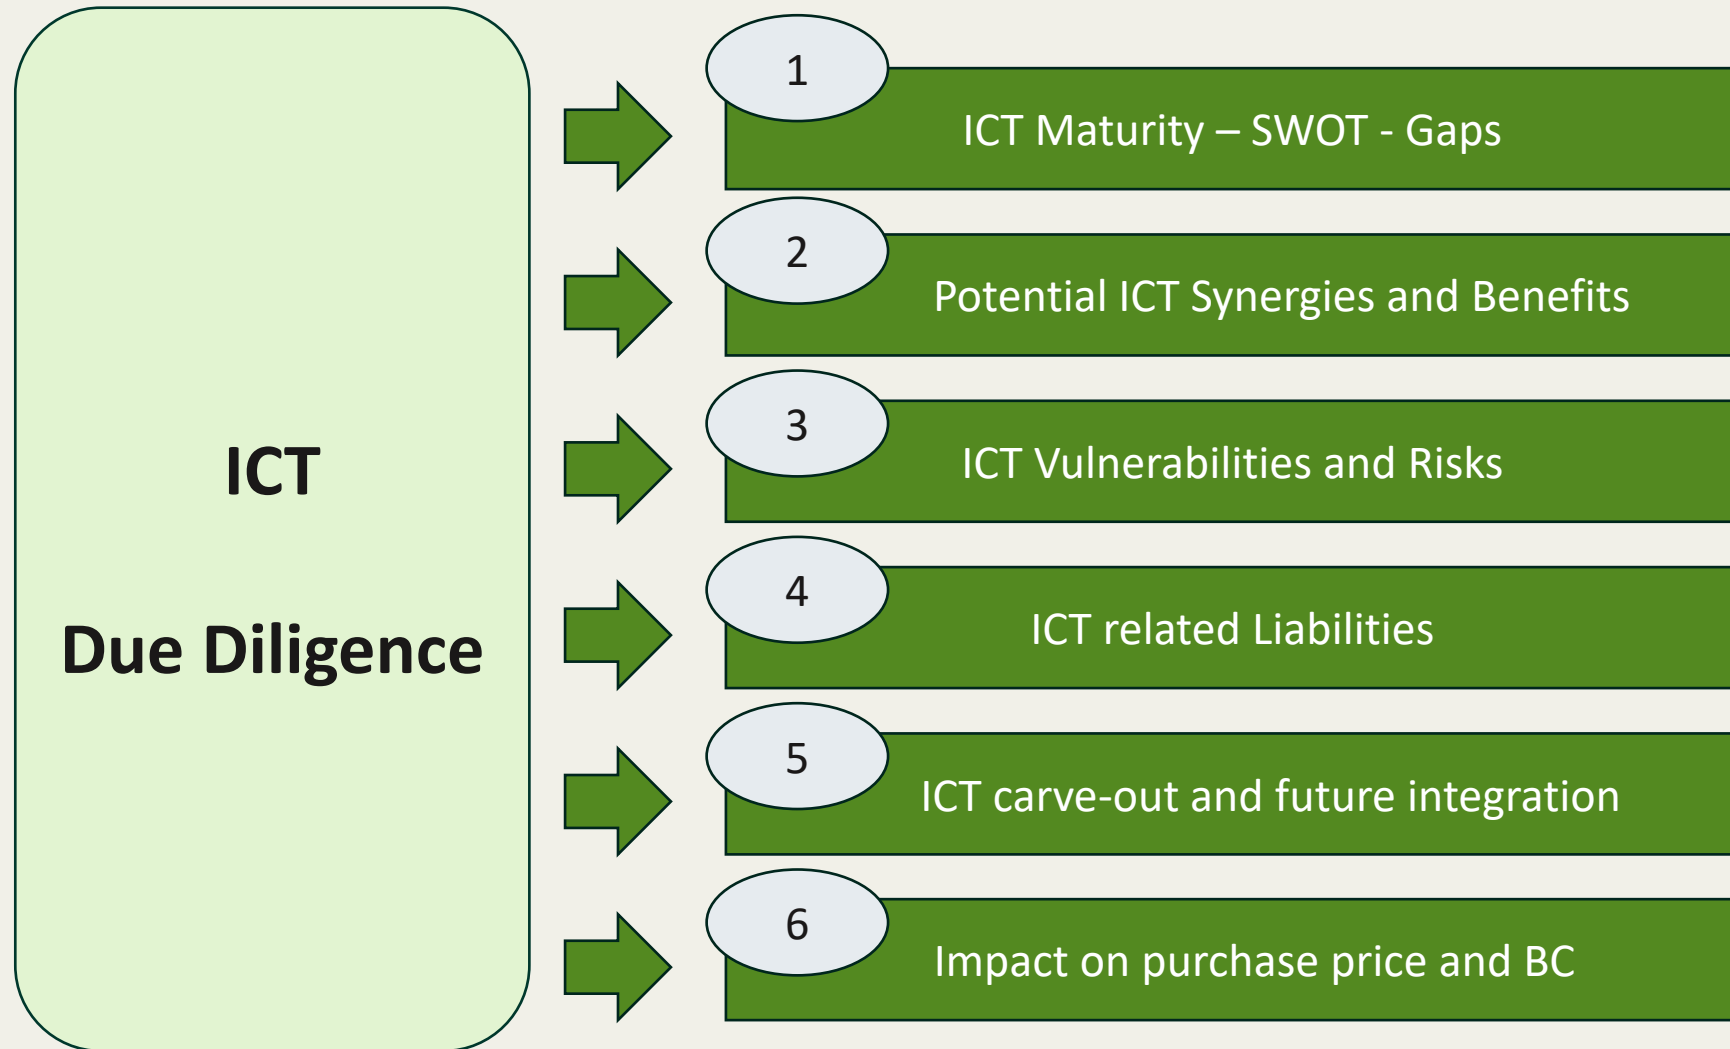 ICT
Due Diligence
1
ICT Maturity – SWOT - Gaps
2
Potential ICT Synergies and Benefits
3
ICT Vulnerabilities and Risks
4
ICT related Liabilities
5
ICT carve-out and future integration
6
Impact on purchase price and BC